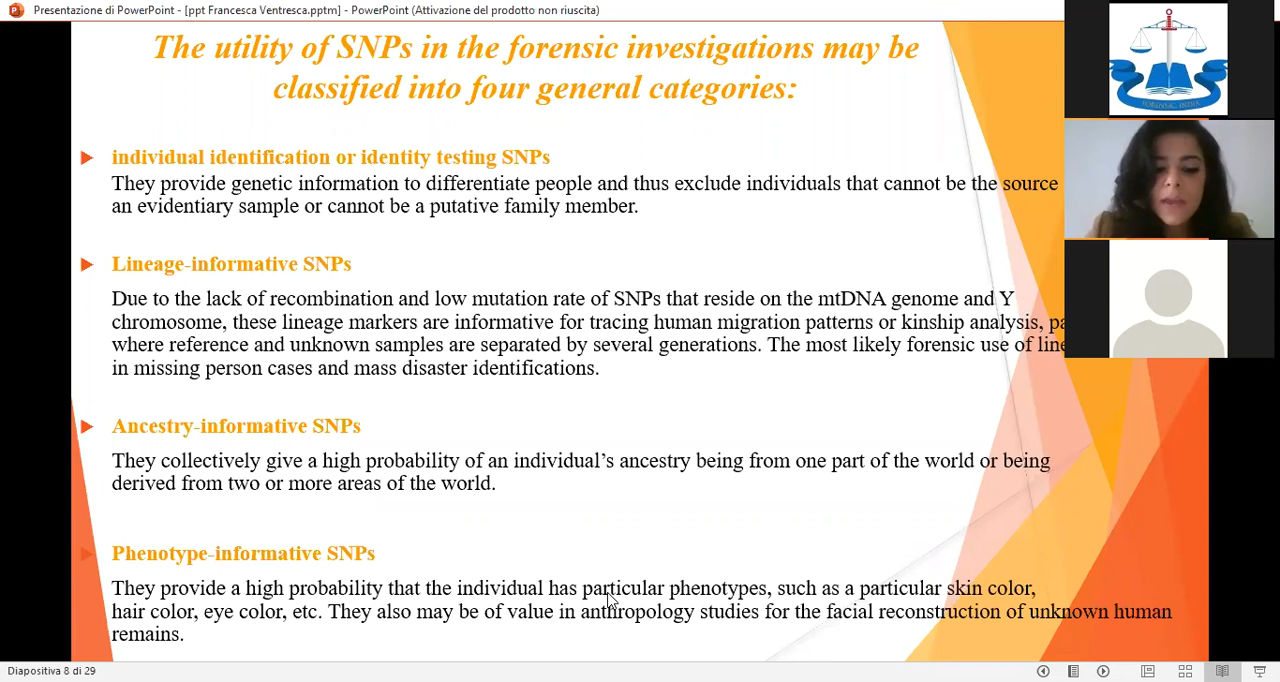 Presentazione di PowerPoint - [ppt Francesca Ventresca.pptm] - PowerPoint (Attivazione del prodotto non riuscita)
The utility of SNPs in the forensic investigations may be
classified into four general categories:
individual identification or identity testing SNPs
They provide genetic information to differentiate people and thus exclude individuals that cannot be the source
an evidentiary sample or cannot be a putative family member.
Lineage-informative SNPs
Due to the lack of recombination and low mutation rate of SNPs that reside on the mtDNA genome and Y
chromosome, these lineage markers are informative for tracing human migration patterns or kinship analysis,
where reference and unknown samples are separated by several generations. The most likely forensic use of
in missing person cases and mass disaster identifications.
Ancestry-informative SNPs
They collectively give a high probability of an individual’s ancestry being from one part of the world or being
derived from two or more areas of the world.
Phenotype-informative SNPs
They provide a high probability that the individual has particular phenotypes, such as a particular skin color,
hair color, eye color, etc. They also may be of value in anthropology studies for the facial reconstruction of unknown human
remains.
Diapositiva 8 di 29